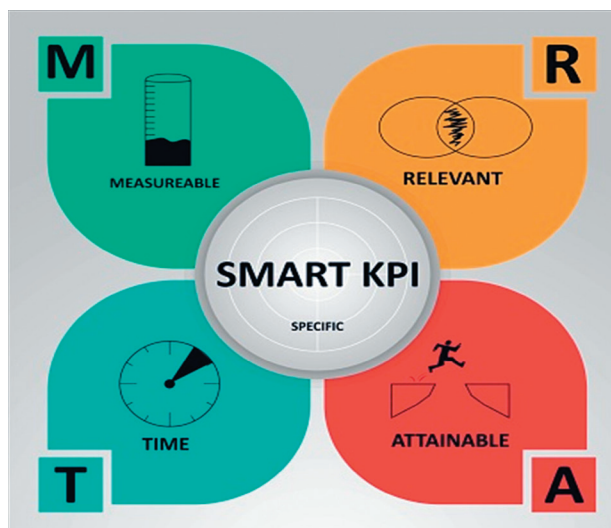 M
MEASUREABLE
R
RELEVANT
SMART KPI
SPECIFIC
T
TIME
A
ATTAINABLE